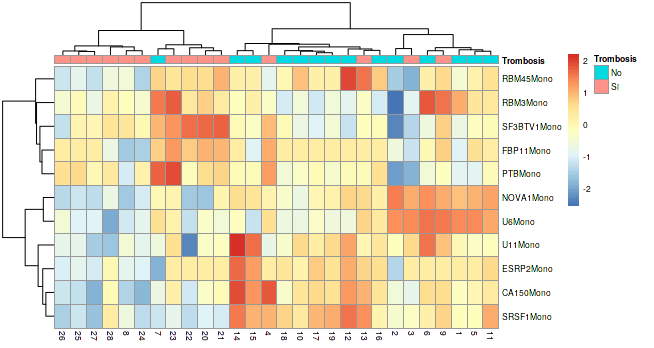 Trombosis
RBM45Mono
RBM3Mono
SF3BTV1Mono
FBP11Mono
PTBMono
NOVA1Mono
U6Mono
U11Mono
ESRP2Mono
CA150Mono
SRSF1Mono
26 25 27 28 8 24 7 23 22 20 21 14 15 4 18 10 17 19 12 13 16 2 3 6 9 1 5 11
2
1
0
-1
-2
Trombosis
No
SI